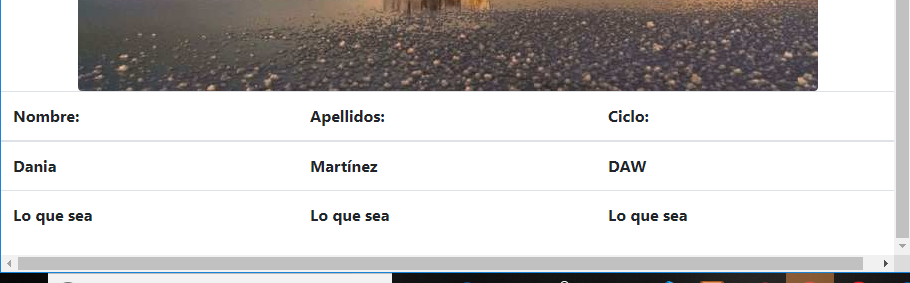 Nombre: Apellidos: Ciclo:
Dania Martínez DAW
Lo que sea Lo que sea Lo que sea